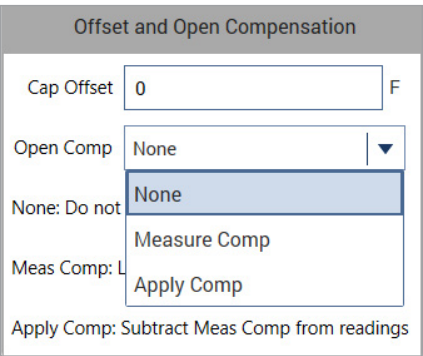 Offset and Open Compensation
Cap Offset 0 F
Open Comp None
None
None: Do not
Measure Comp
Meas Comp:
Apply Comp
Apply Comp: Subtract Meas Comp from readings